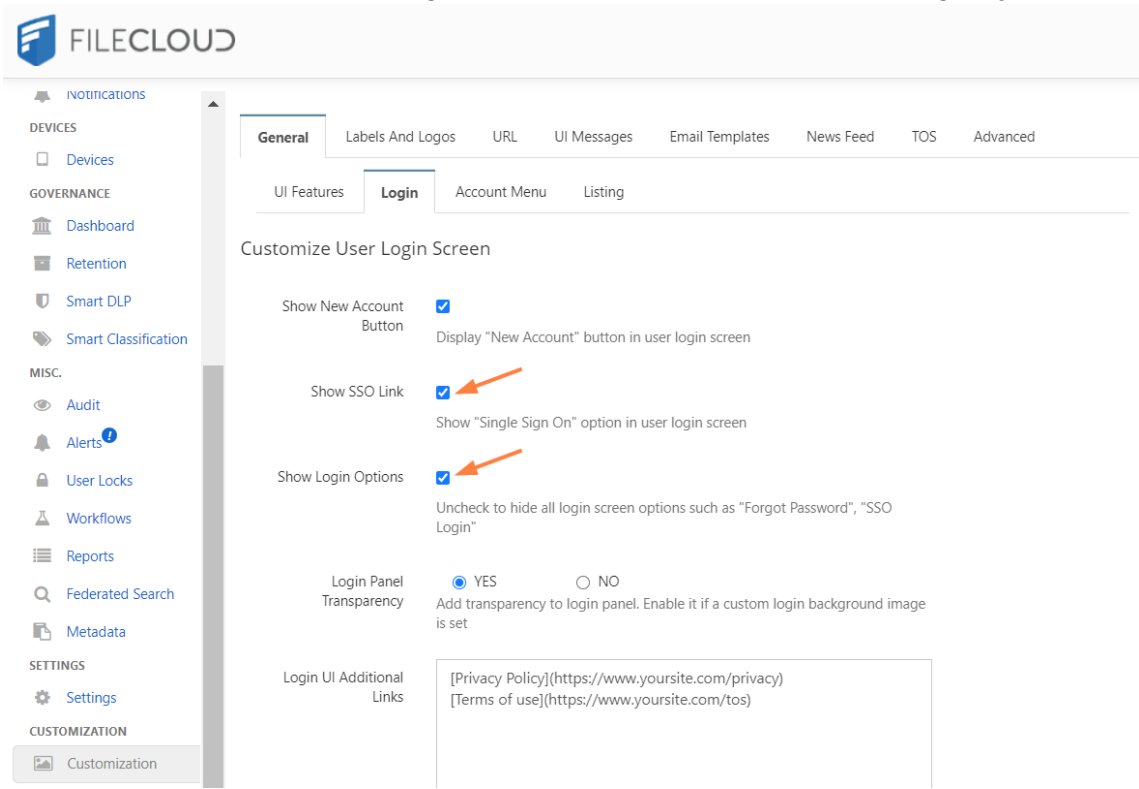 FILECLOUD
Notifications
DEVICES
Devices
GOVERNANCE
Dashboard
Retention
Smart DLP
Smart Classification
MISC.
Audit
Alerts
User Locks
Workflows
Reports
Federated Search
Metadata
SETTINGS
Settings
CUSTOMIZATION
Customization
General Labels And Logos URL UI Messages Email Templates News Feed TOS Advanced
UI Features Login Account Menu Listing
Customize User Login Screen
Show New Account
Button
Display "New Account" button in user login screen
Show SSO Link
Show "Single Sign On" option in user login screen
Show Login Options
Uncheck to hide all login screen options such as "Forgot Password", "SSO
Login"
Login Panel
Transparency
YES NO
Add transparency to login panel. Enable it if a custom login background image
is set
Login UI Additional
Links
[Privacy Policy](https://www.yoursite.com/privacy)
[Terms of use](https://www.yoursite.com/tos)